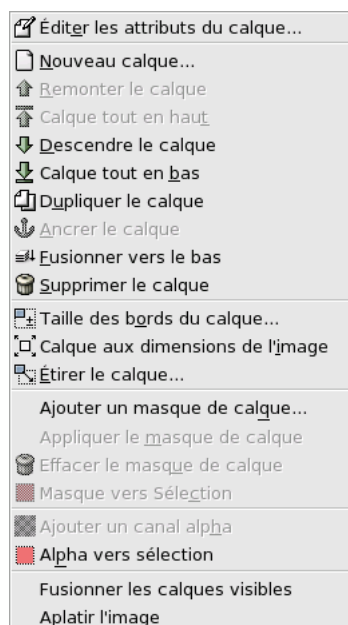 Éditer les attributs du calque...
Nouveau calque...
Remonter le calque
Calque tout en haut
Descendre le calque
Calque tout en bas
Dupliquer le calque
Ancrer le calque
Fusionner vers le bas
Supprimer le calque
Taille des bords du calque...
Calque aux dimensions de l'image
Étirer le calque...
Ajouter un masque de calque...
Appliquer le masque de calque
Effacer le masque de calque
Masque vers Sélection
Ajouter un canal alpha
Alpha vers sélection
Fusionner les calques visibles
Aplatir l'image